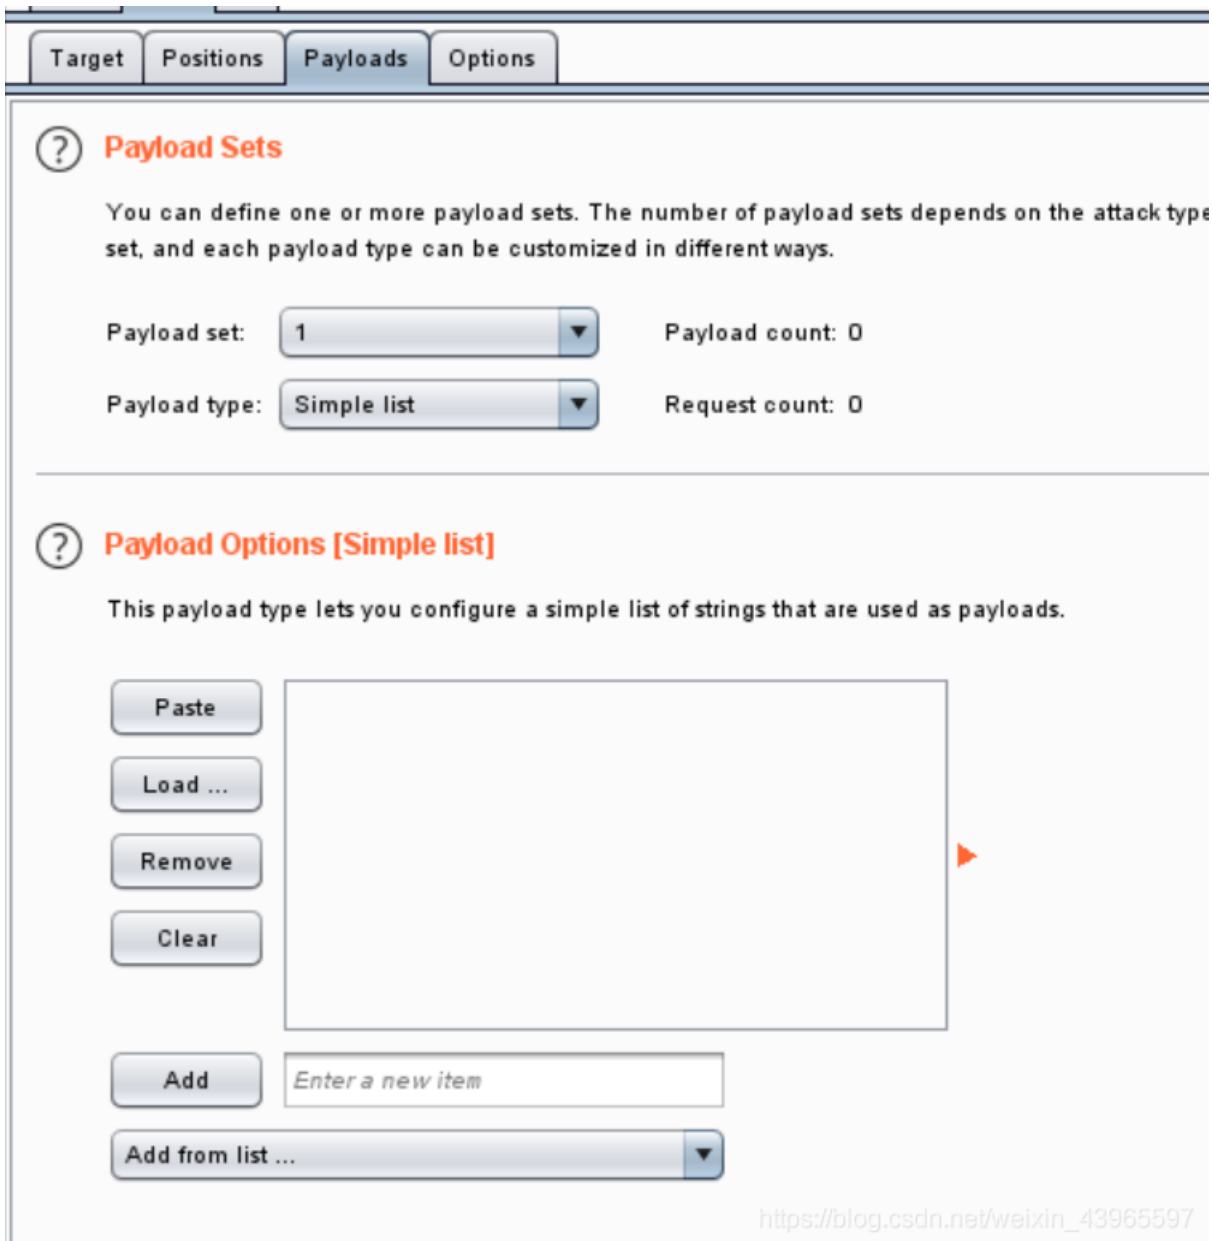 Target Positions Payloads Options
Payload Sets
You can define one or more payload sets. The number of payload sets depends on the attack type
set, and each payload type can be customized in different ways.
Payload set: 1 Payload count: 0
Payload type: Simple list Request count: 0
Payload Options [Simple list]
This payload type lets you configure a simple list of strings that are used as payloads.
Paste
Load ...
Remove
Clear
Add Enter a new item
Add from list ...
https://blog.csdn.net/weixin_43965597